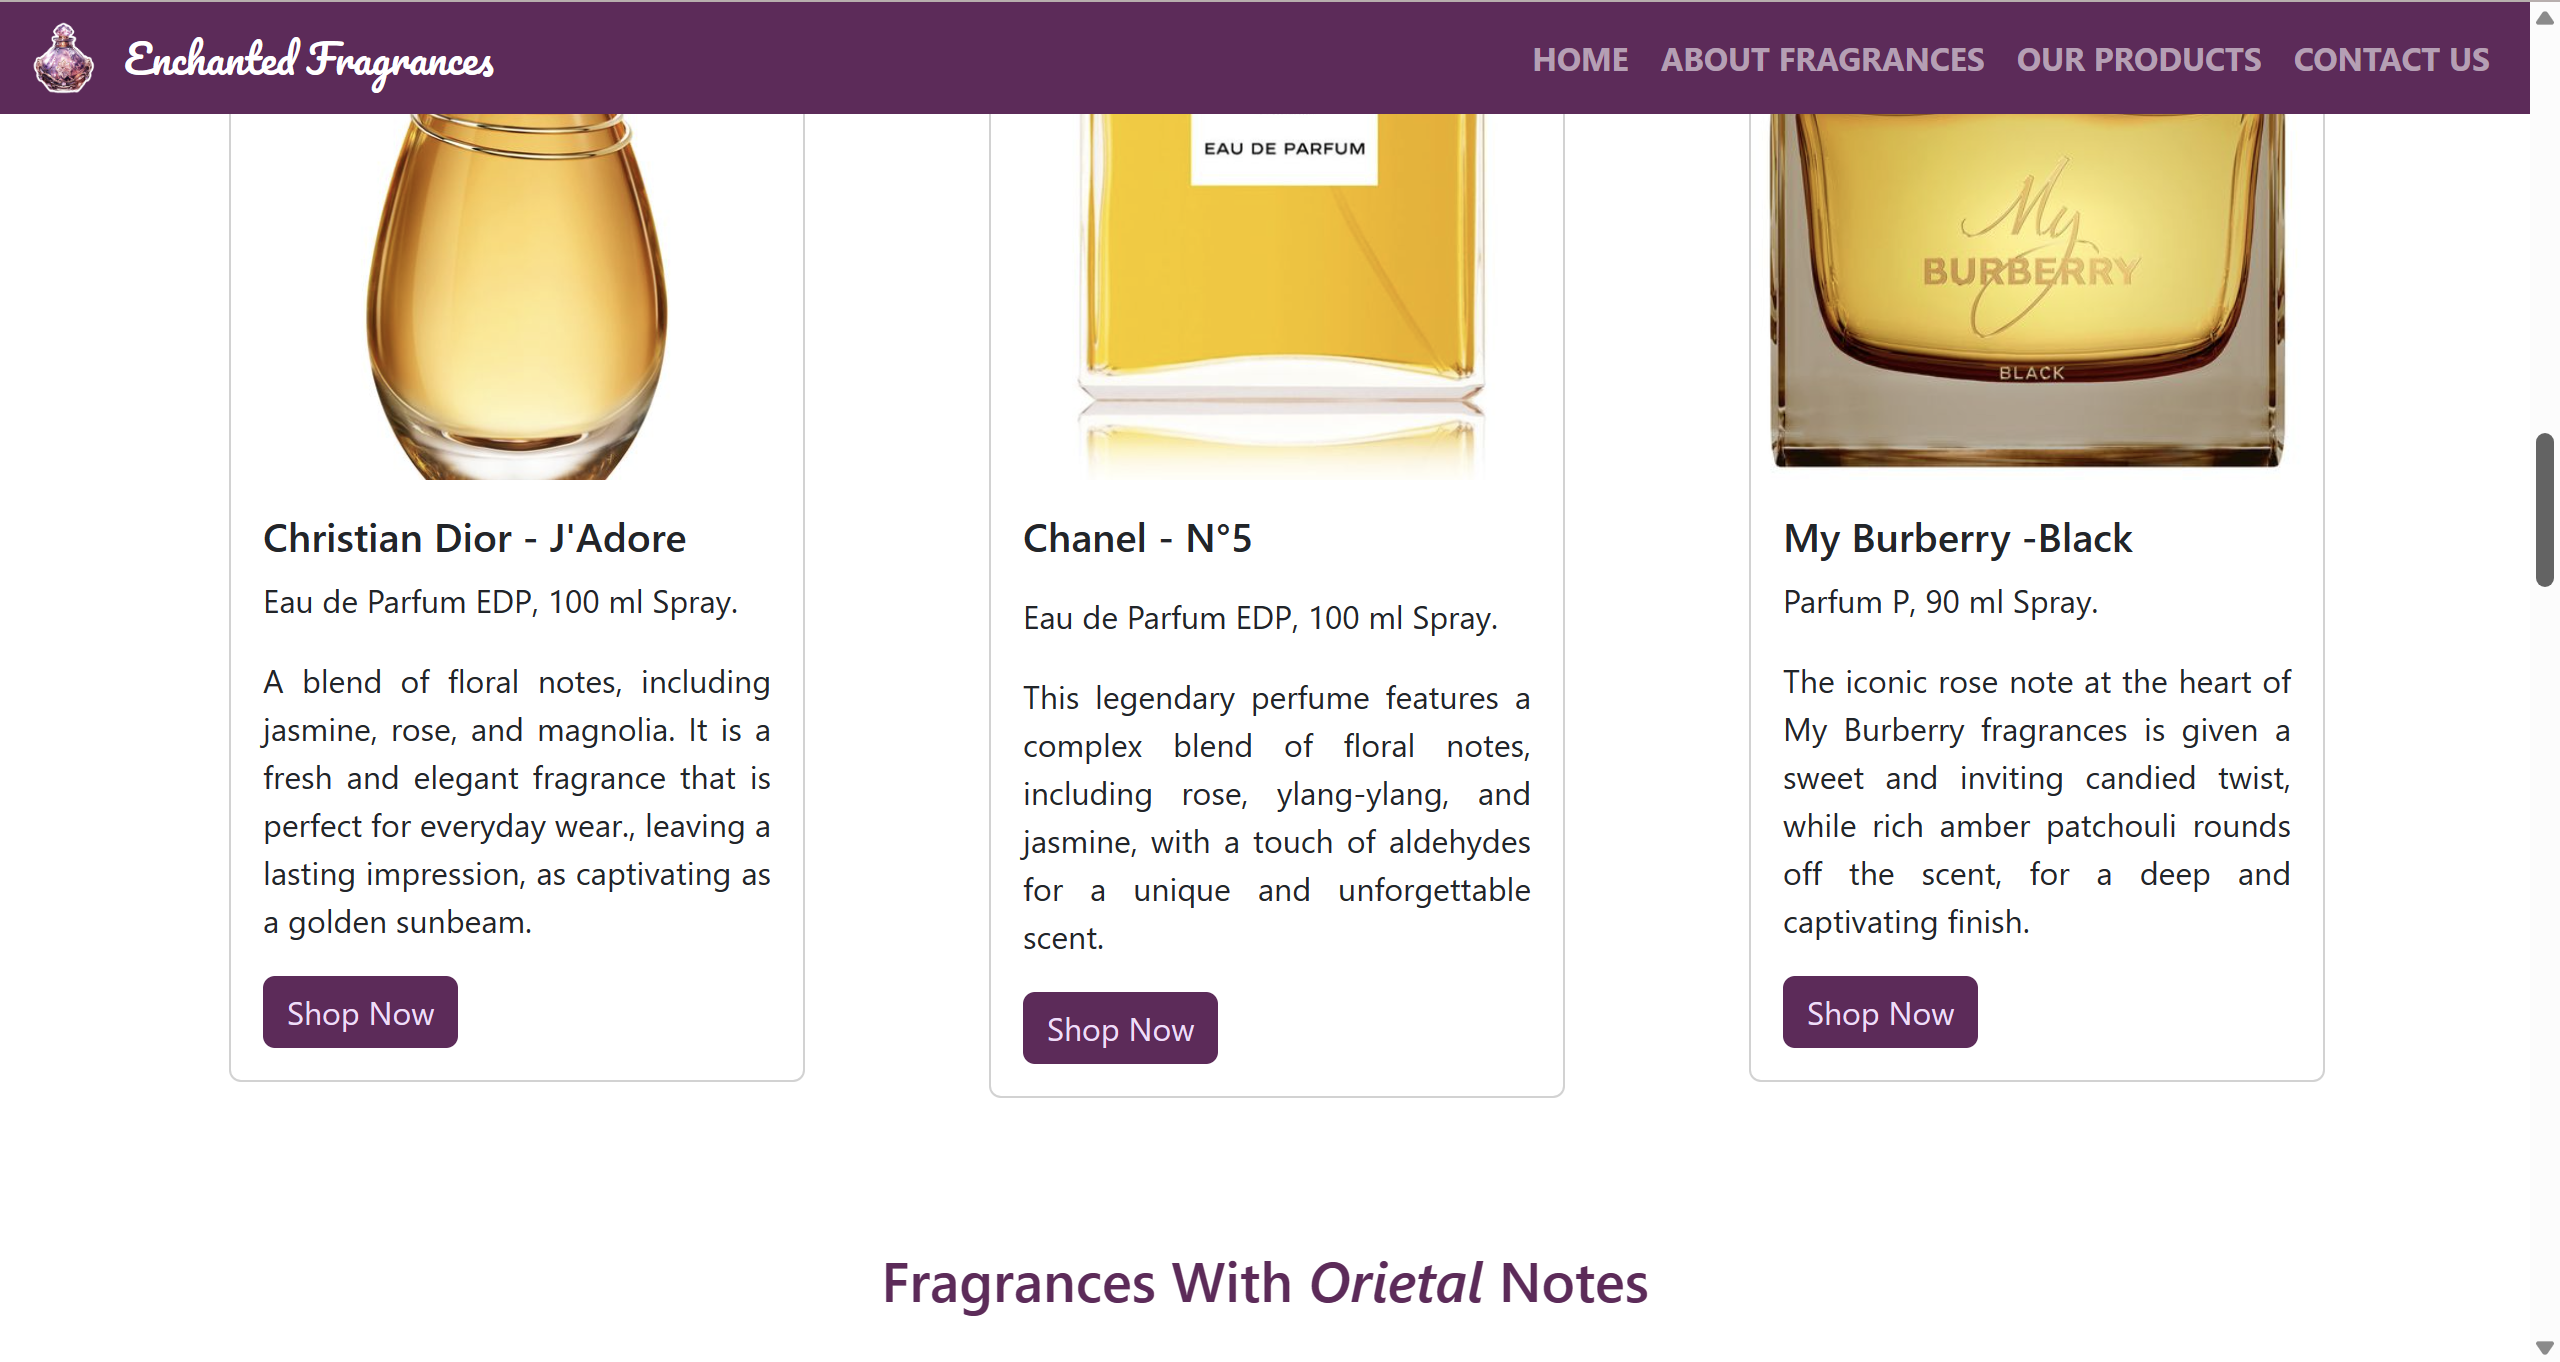 Enchanted Fragrances
HOME ABOUT FRAGRANCES OUR PRODUCTS CONTACT US
EAU DE PARFUM
My
BURBERRY
BLACK
Christian Dior - J'Adore
Eau de Parfum EDP, 100 ml Spray.
A blend of floral notes, including
jasmine, rose, and magnolia. It is a
fresh and elegant fragrance that is
perfect for everyday wear., leaving a
lasting impression, as captivating as
a golden sunbeam.
Shop Now
Chanel - N°5
Eau de Parfum EDP, 100 ml Spray.
This legendary perfume features a
complex blend of floral notes,
including rose, ylang-ylang, and
jasmine, with a touch of aldehydes
for a unique and unforgettable
scent.
Shop Now
My Burberry -Black
Parfum P, 90 ml Spray.
The iconic rose note at the heart of
My Burberry fragrances is given a
sweet and inviting candied twist,
while rich amber patchouli rounds
off the scent, for a deep and
captivating finish.
Shop Now
Fragrances With Orietal Notes